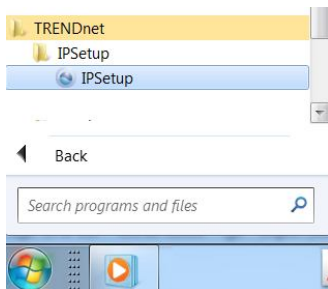 TRENDnet
IPSetup
IPSetup
Back
Search programs and files